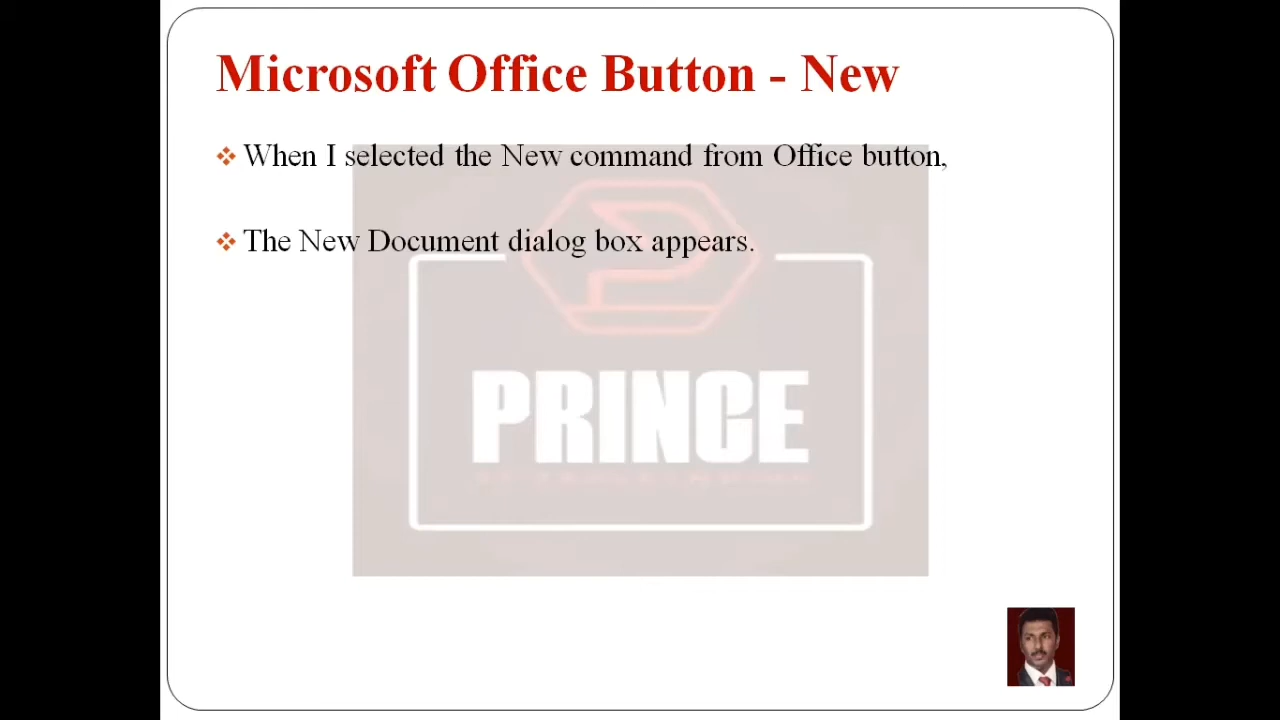 Microsoft Office Button - New
When I selected the New command from Office button,
The New Document dialog box appears.
PRINCE